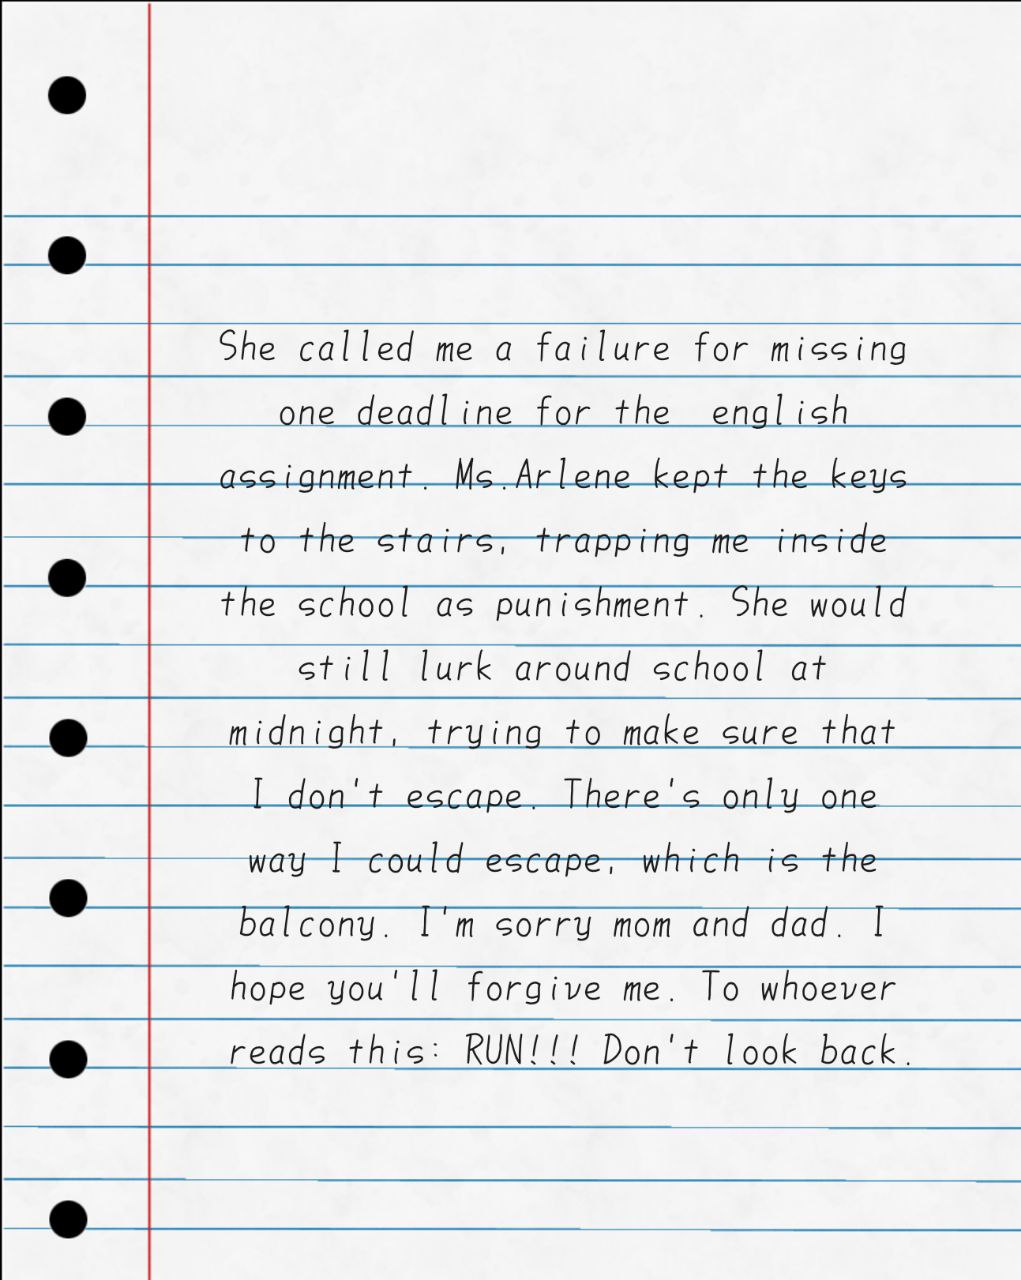 She called me a failure for missing
one deadline for the  english
assignment. Ms.Arlene kept the keys
to the stairs, trapping me inside
the school as punishment. She would
still lurk around school at
midnight, trying to make sure that
I don't escape. There's only one
way I could escape, which is the
balcony. I'm sorry mom and dad. I
hope you'll forgive me. To whoever
reads this: RUN!!! Don't look back.